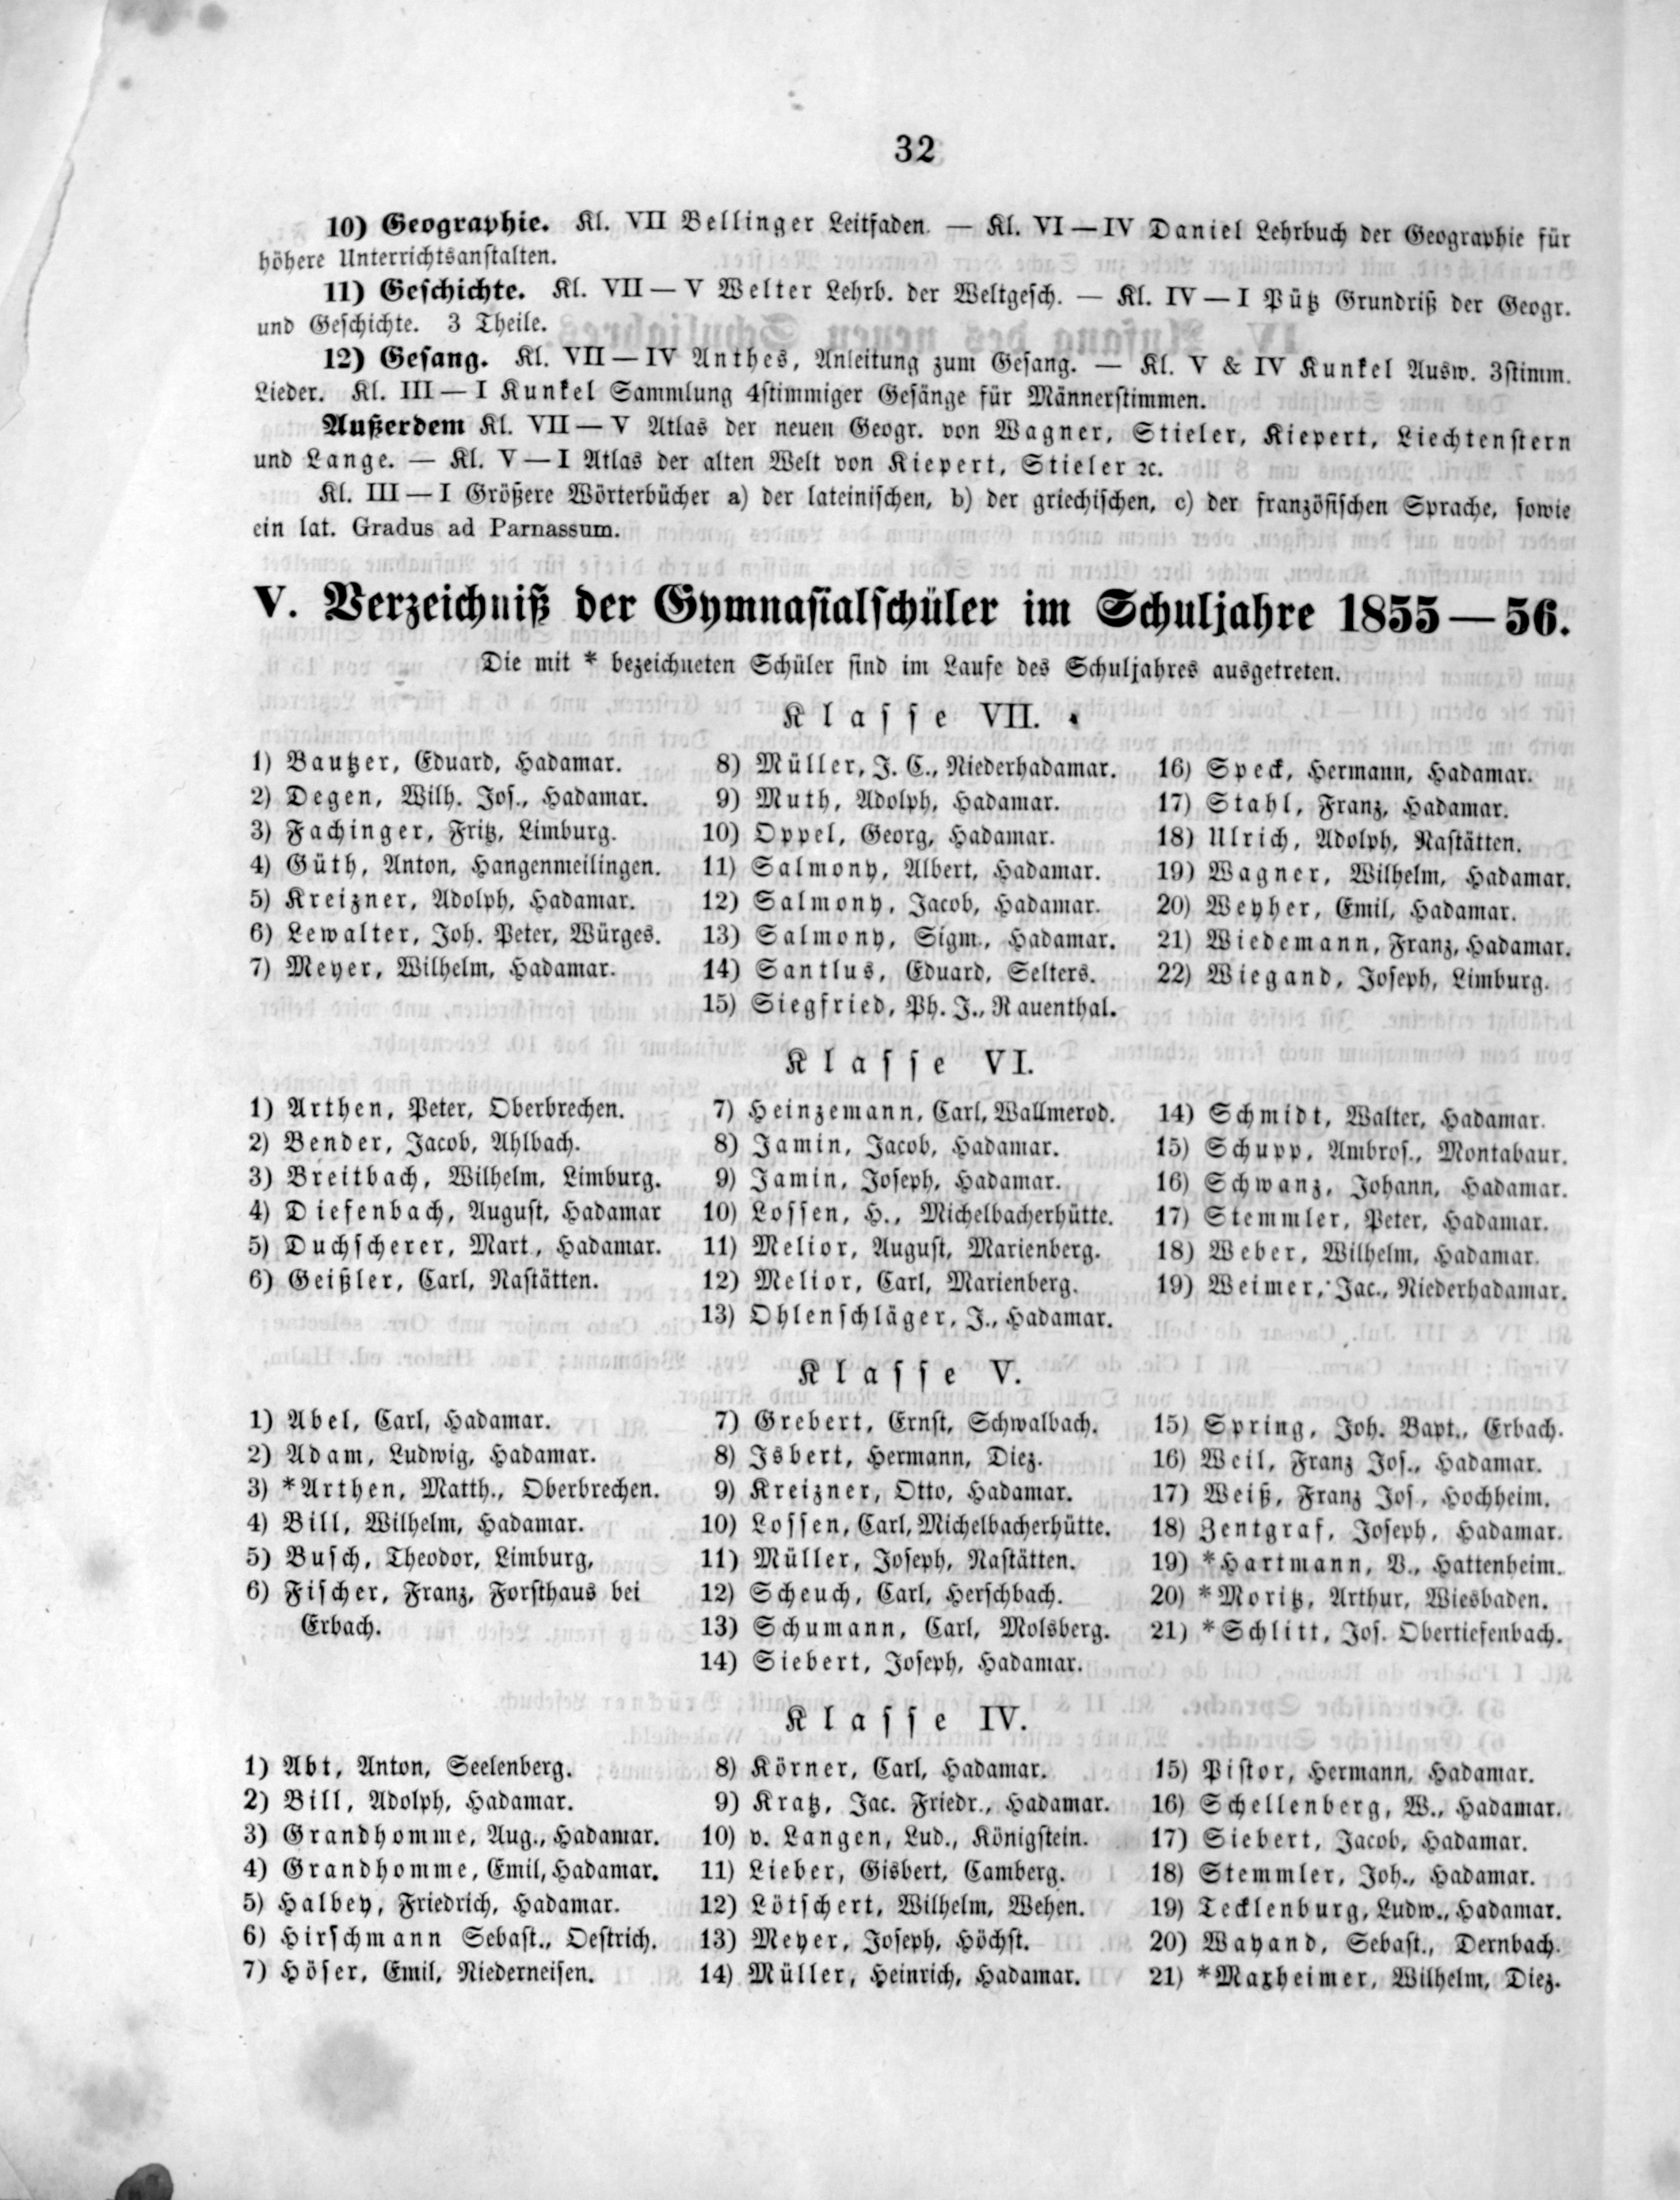 32
10) Geographie. Kl. VII Bellinger Leitfaden. — Kl. VI—IV Daniel Lehrbuch der Geographie für
höhere Unterrichtsanstalten.
11) Geschichte. Kl. VII—V Welter Lehrb. der Weltgesch. — Kl. IV—I Pütz Grundriß der Geogr.
und Geschichte. 3 Theile.
12) Gesang. Kl. VII—IV Anthes, Anleitung zum Gesang. — Kl. V & IV Kunkel Ausw. 3stimm.
Lieder. Kl. III—I Kunkel Sammlung 4stimmiger Gesänge für Männerstimmen.
Außerdem Kl. VII—V Atlas der neuen Geogr. von Wagner, Stieler, Kiepert, Liechtenstern
und Lange. — Kl. V—I Atlas der alten Welt von Kiepert, Stieler ꝛc.
Kl. III—I Größere Wörterbücher a) der lateinischen, b) der griechischen, c) der französischen Sprache, sowie
ein lat. Gradus ad Parnassum.
V. Verzeichniß der Gymnasialschüler im Schuljahre 1855—56.
Die mit * bezeichneten Schüler sind im Laufe des Schuljahres ausgetreten.
Klasse VII.
1) Bautzer, Eduard, Hadamar.
2) Degen, Wilh. Jos., Hadamar.
3) Fachinger, Fritz, Limburg.
4) Güth, Anton, Hangenmeilingen.
5) Kreizner, Adolph, Hadamar.
6) Lewalter, Joh. Peter, Würges.
7) Meyer, Wilhelm, Hadamar.
8) Müller, J. C., Niederhadamar.
9) Muth, Adolph, Hadamar.
10) Oppel, Georg, Hadamar.
11) Salmony, Albert, Hadamar.
12) Salmony, Jacob, Hadamar.
13) Salmony, Sigm., Hadamar.
14) Santlus, Eduard, Selters.
15) Siegfried, Ph. J., Rauenthal.
16) Speck, Hermann, Hadamar.
17) Stahl, Franz, Hadamar.
18) Ulrich, Adolph, Nastätten.
19) Wagner, Wilhelm, Hadamar.
20) Weyher, Emil, Hadamar.
21) Wiedemann, Franz, Hadamar.
22) Wiegand, Joseph, Limburg.
Klasse VI.
1) Arthen, Peter, Oberbrechen.
2) Bender, Jacob, Ahlbach.
3) Breitbach, Wilhelm, Limburg.
4) Diefenbach, August, Hadamar
5) Duchscherer, Mart., Hadamar.
6) Geißler, Carl, Nastätten.
7) Heinzemann, Carl, Wallmerod.
8) Jamin, Jacob, Hadamar.
9) Jamin, Joseph, Hadamar.
10) Lossen, H., Michelbacherhütte.
11) Melior, August, Marienberg.
12) Melior, Carl, Marienberg.
13) Ohlenschläger, J., Hadamar.
14) Schmidt, Walter, Hadamar.
15) Schupp, Ambros., Montabaur.
16) Schwanz, Johann, Hadamar.
17) Stemmler, Peter, Hadamar.
18) Weber, Wilhelm, Hadamar.
19) Weimer, Jac., Niederhadamar.
Klasse V.
1) Abel, Carl, Hadamar.
2) Adam, Ludwig, Hadamar.
3) *Arthen, Matth., Oberbrechen.
4) Bill, Wilhelm, Hadamar.
5) Busch, Theodor, Limburg,
6) Fischer, Franz, Forsthaus bei
Erbach.
7) Grebert, Ernst, Schwalbach.
8) Isbert, Hermann, Diez.
9) Kreizner, Otto, Hadamar.
10) Lossen, Carl, Michelbacherhütte.
11) Müller, Joseph, Nastätten.
12) Scheuch, Carl, Herschbach.
13) Schumann, Carl, Molsberg.
14) Siebert, Joseph, Hadamar.
15) Spring, Joh. Bapt., Erbach.
16) Weil, Franz Jos., Hadamar.
17) Weiß, Franz Jos, Hochheim.
18) Zentgraf, Joseph, Hadamar.
19) *Hartmann, V., Hattenheim.
20) *Moritz, Arthur, Wiesbaden.
21) *Schlitt, Jos. Obertiefenbach.
Klasse IV.
1) Abt, Anton, Seelenberg.
2) Bill, Adolph, Hadamar.
3) Grandhomme, Aug., Hadamar.
4) Grandhomme, Emil, Hadamar.
5) Halbey, Friedrich, Hadamar.
6) Hirschmann Sebast., Oestrich.
7) Höser, Emil, Niederneisen.
8) Körner, Carl, Hadamar.
9) Kratz, Jac. Friedr., Hadamar.
10) v. Langen, Lud., Königstein.
11) Lieber, Gisbert, Camberg.
12) Lötschert, Wilhelm, Wehen.
13) Meyer, Joseph, Höchst.
14) Müller, Heinrich, Hadamar.
15) Pistor, Hermann, Hadamar.
16) Schellenberg, W., Hadamar.
17) Siebert, Jacob, Hadamar.
18) Stemmler, Joh., Hadamar.
19) Tecklenburg, Ludw., Hadamar.
20) Wayand, Sebast., Dernbach.
21) *Maxheimer, Wilhelm, Diez.